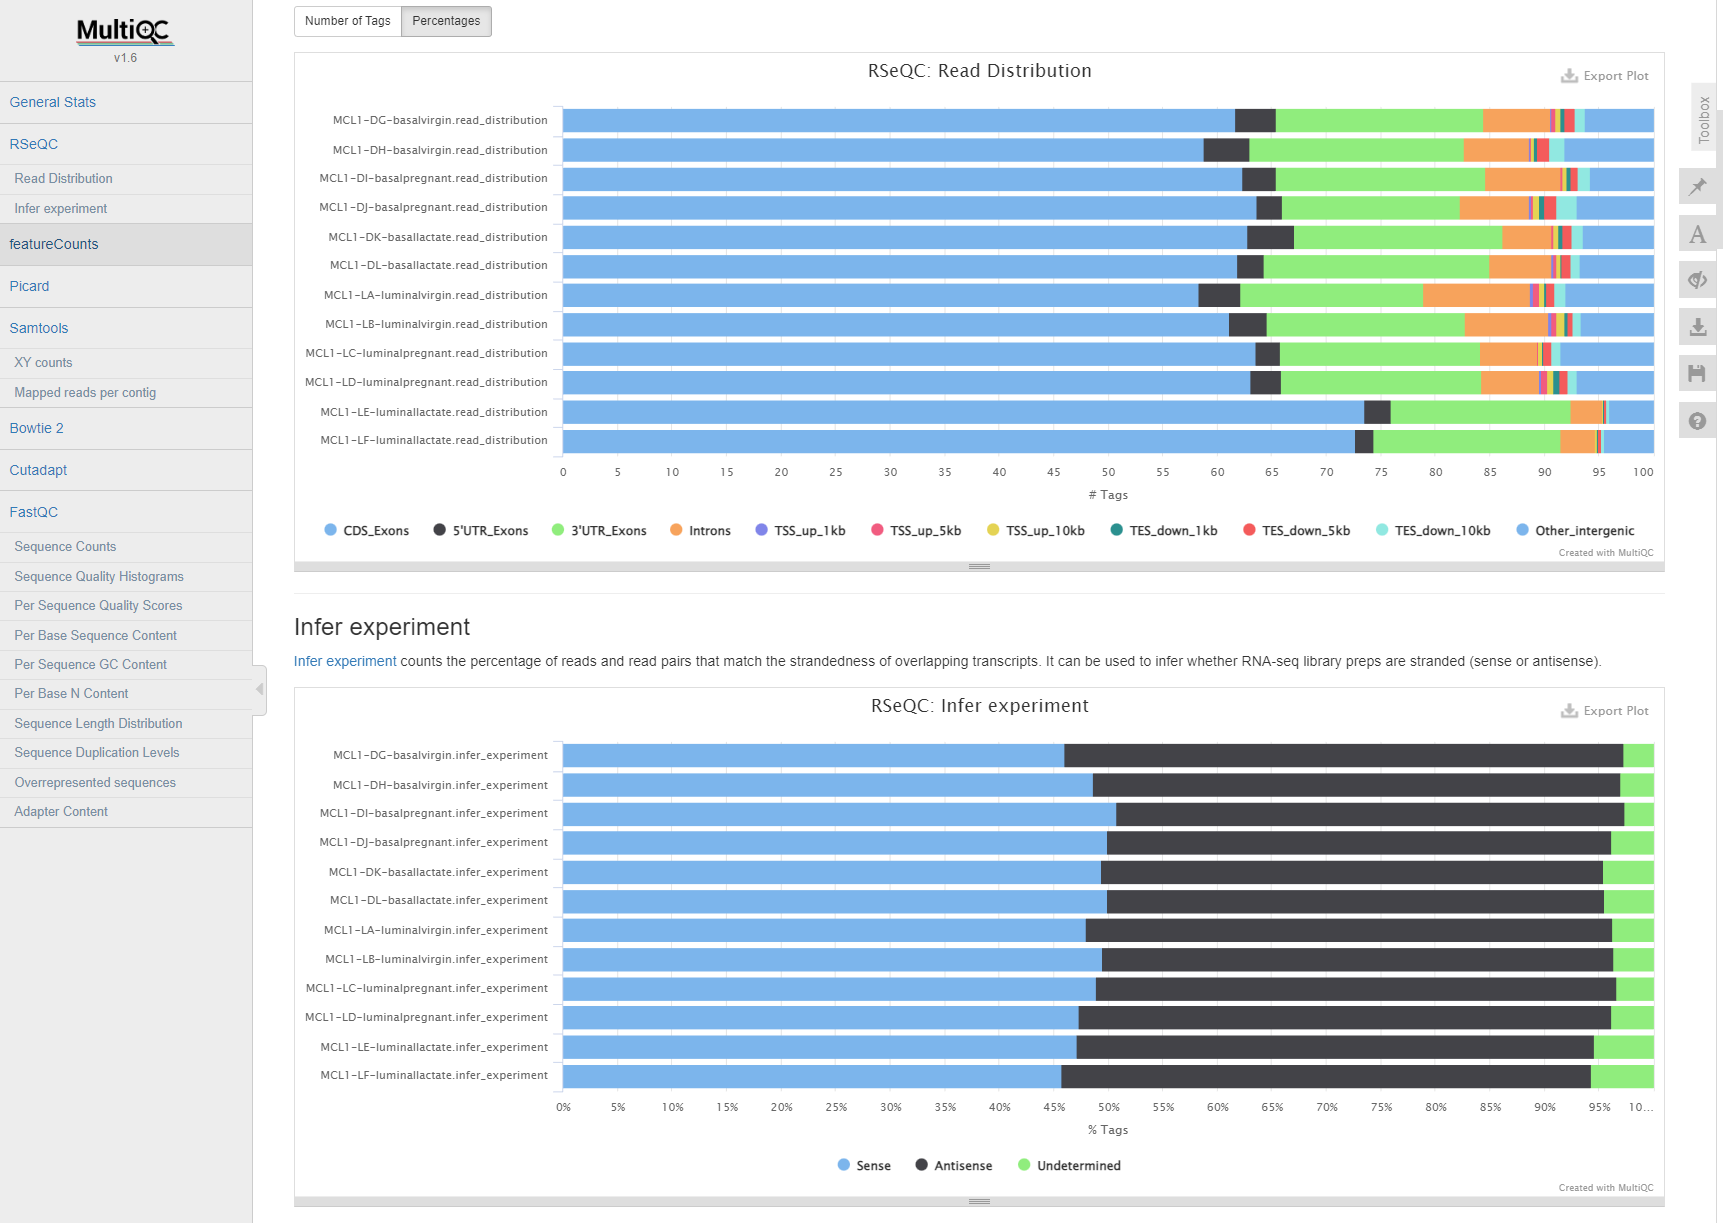 MultiQC
v1.6
General Stats
RSeQC
Read Distribution
Infer experiment
featureCounts
Picard
Samtools
XY counts
Mapped reads per contig
Bowtie 2
Cutadapt
FastQC
Sequence Counts
Sequence Quality Histograms
Per Sequence Quality Scores
Per Base Sequence Content
Per Sequence GC Content
Per Base N Content
Sequence Length Distribution
Sequence Duplication Levels
Overrepresented sequences
Adapter Content
Number of Tags Percentages
RSeQC: Read Distribution
Export Plot
MCL1-DG-basalvirgin.read_distribution
MCL1-DH-basalvirgin.read_distribution
MCL1-DI-basalpregnant.read_distribution
MCL1-DJ-basalpregnant.read_distribution
MCL1-DK-basallactate.read_distribution
MCL1-DL-basallactate.read_distribution
MCL1-LA-luminalvirgin.read_distribution
MCL1-LB-luminalvirgin.read_distribution
MCL1-LC-luminalpregnant.read_distribution
MCL1-LD-luminalpregnant.read_distribution
MCL1-LE-luminallactate.read_distribution
MCL1-LF-luminallactate.read_distribution
0 5 10 15 20 25 30 35 40 45 50 55 60 65 70 75 80 85 90 95 100
# Tags
CDS_Exons 5'UTR_Exons 3'UTR_Exons Introns TSS_up_1kb TSS_up_5kb TSS_up_10kb TES_down_1kb TES_down_5kb TES_down_10kb Other_intergenic
Created with MultiQC
Infer experiment
Infer experiment counts the percentage of reads and read pairs that match the strandedness of overlapping transcripts. It can be used to infer whether RNA-seq library preps are stranded (sense or antisense).
RSeQC: Infer experiment
Export Plot
MCL1-DG-basalvirgin.infer_experiment
MCL1-DH-basalvirgin.infer_experiment
MCL1-DI-basalpregnant.infer_experiment
MCL1-DJ-basalpregnant.infer_experiment
MCL1-DK-basallactate.infer_experiment
MCL1-DL-basallactate.infer_experiment
MCL1-LA-luminalvirgin.infer_experiment
MCL1-LB-luminalvirgin.infer_experiment
MCL1-LC-luminalpregnant.infer_experiment
MCL1-LD-luminalpregnant.infer_experiment
MCL1-LE-luminallactate.infer_experiment
MCL1-LF-luminallactate.infer_experiment
0% 5% 10% 15% 20% 25% 30% 35% 40% 45% 50% 55% 60% 65% 70% 75% 80% 85% 90% 95% 10...
% Tags
Sense Antisense Undetermined
Created with MultiQC
Toolbox
A